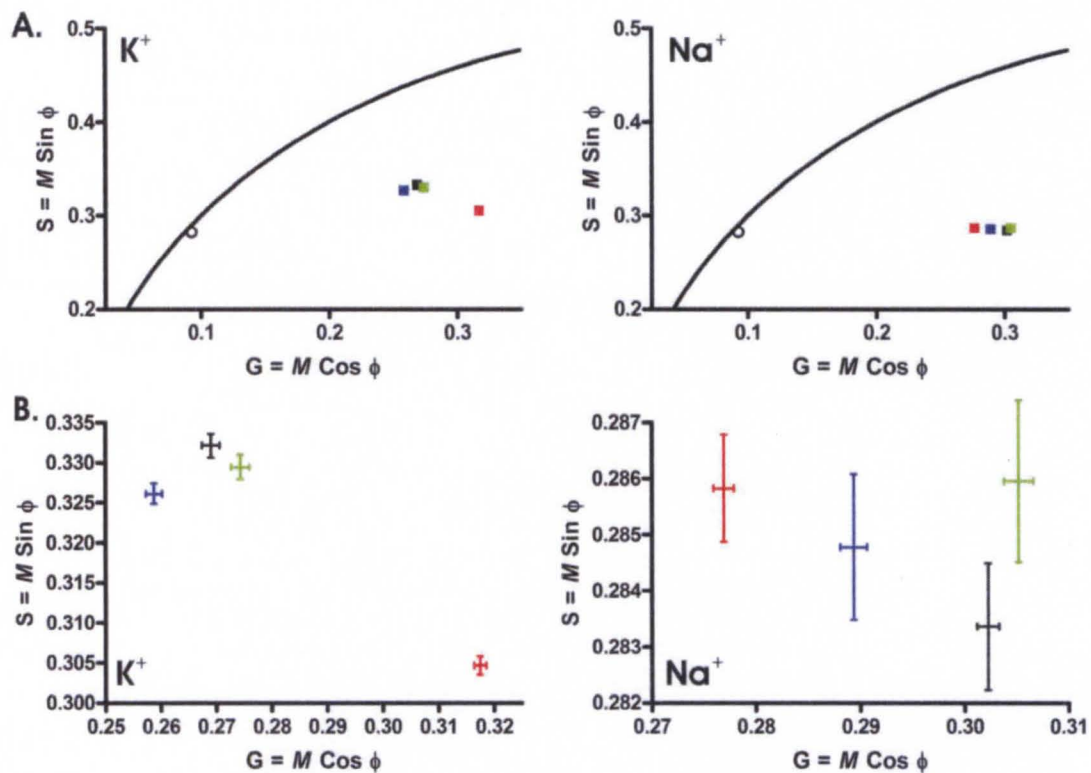 A.
K+
0.5
0.4
0.3
0.2
S = M Sin ϕ
0.1 0.2 0.3
G = M Cos ϕ
Na+
0.5
0.4
0.3
0.2
S = M Sin ϕ
0.1 0.2 0.3
G = M Cos ϕ
B.
0.335
0.330
0.325
0.320
0.315
0.310
0.305
0.300
S = M Sin ϕ
K+
0.25 0.26 0.27 0.28 0.29 0.30 0.31 0.32
G = M Cos ϕ
0.287
0.286
0.285
0.284
0.283
0.282
S = M Sin ϕ
Na+
0.27 0.28 0.29 0.30 0.31
G = M Cos ϕ